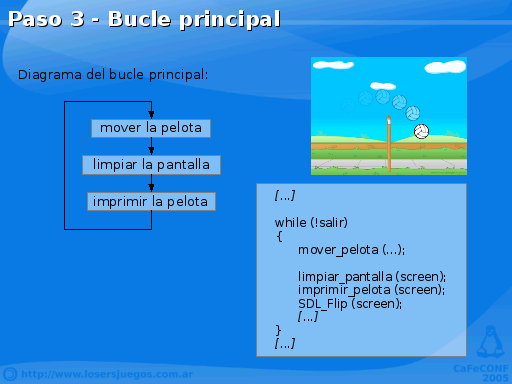 Paso 3 - Bucle principal
Diagrama del bucle principal:
mover la pelota
limpiar la pantalla
imprimir la pelota
[...]
while (!salir)
{
mover_pelota (...);
limpiar_pantalla (screen);
imprimir_pelota (screen);
SDL_Flip (screen);
[...]
}
[...]
http://www.losersjuegos.com.ar
CaFeCONF
2005